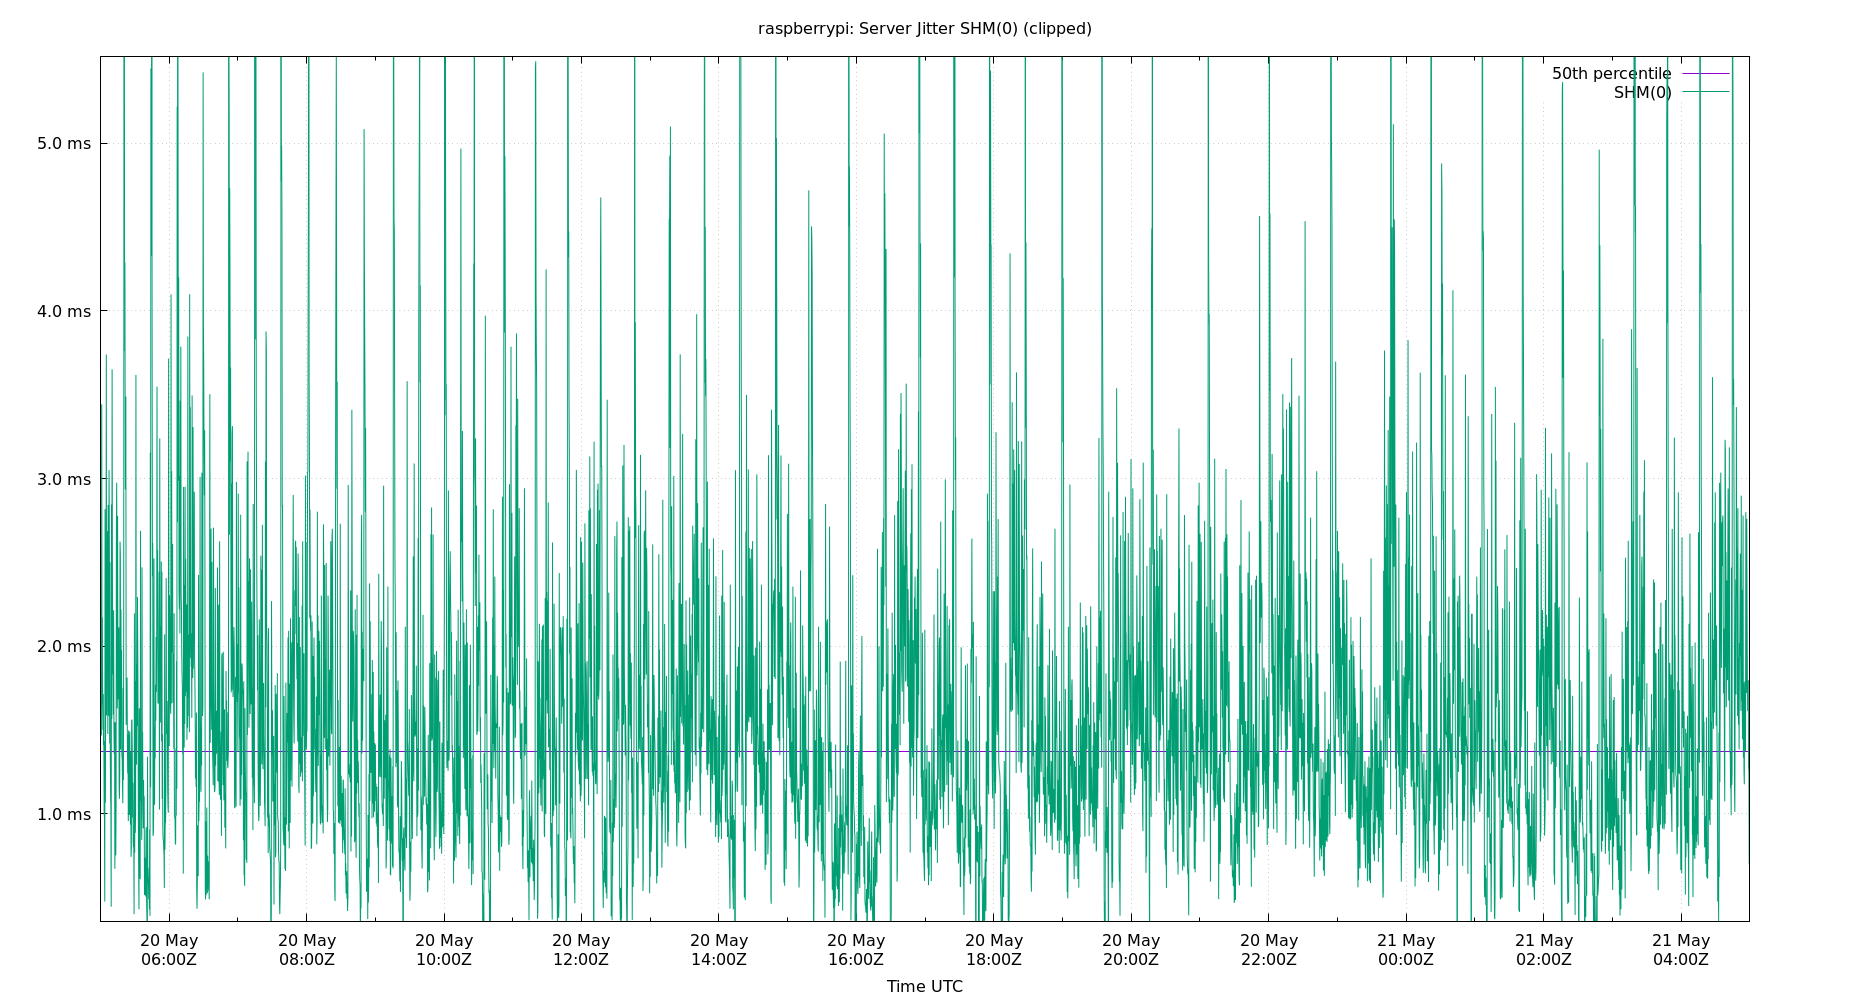 raspberrypi: Server Jitter SHM(0) (clipped)
50th percentile
SHM(0)
5.0 ms
4.0 ms
3.0 ms
2.0 ms
1.0 ms
20 May 20 May 20 May 20 May 20 May 20 May 20 May 20 May 20 May 21 May 21 May 21 May
06:00Z 08:00Z 10:00Z 12:00Z 14:00Z 16:00Z 18:00Z 20:00Z 22:00Z 00:00Z 02:00Z 04:00Z
Time UTC